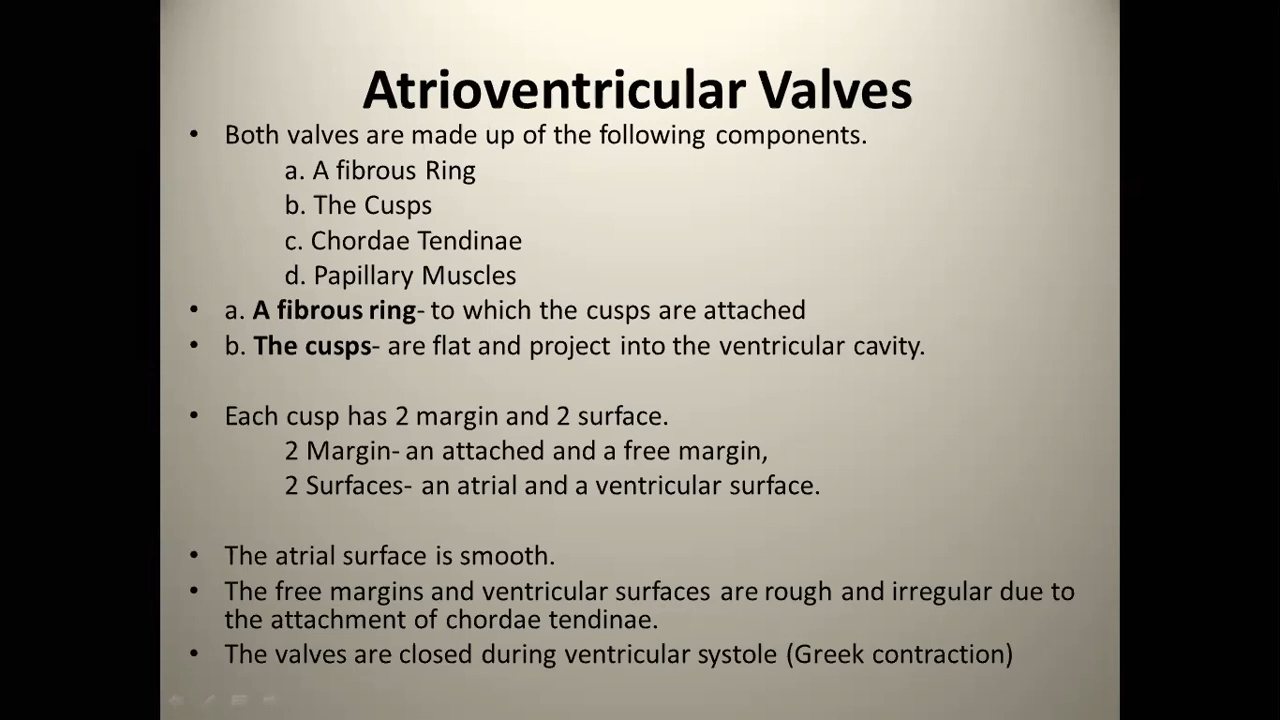 Atrioventricular Valves
• Both valves are made up of the following components.
a. A fibrous Ring
b. The Cusps
c. Chordae Tendinae
d. Papillary Muscles
• a. A fibrous ring- to which the cusps are attached
• b. The cusps- are flat and project into the ventricular cavity.
• Each cusp has 2 margin and 2 surface.
2 Margin- an attached and a free margin,
2 Surfaces- an atrial and a ventricular surface.
• The atrial surface is smooth.
• The free margins and ventricular surfaces are rough and irregular due to
the attachment of chordae tendinae.
• The valves are closed during ventricular systole (Greek contraction)